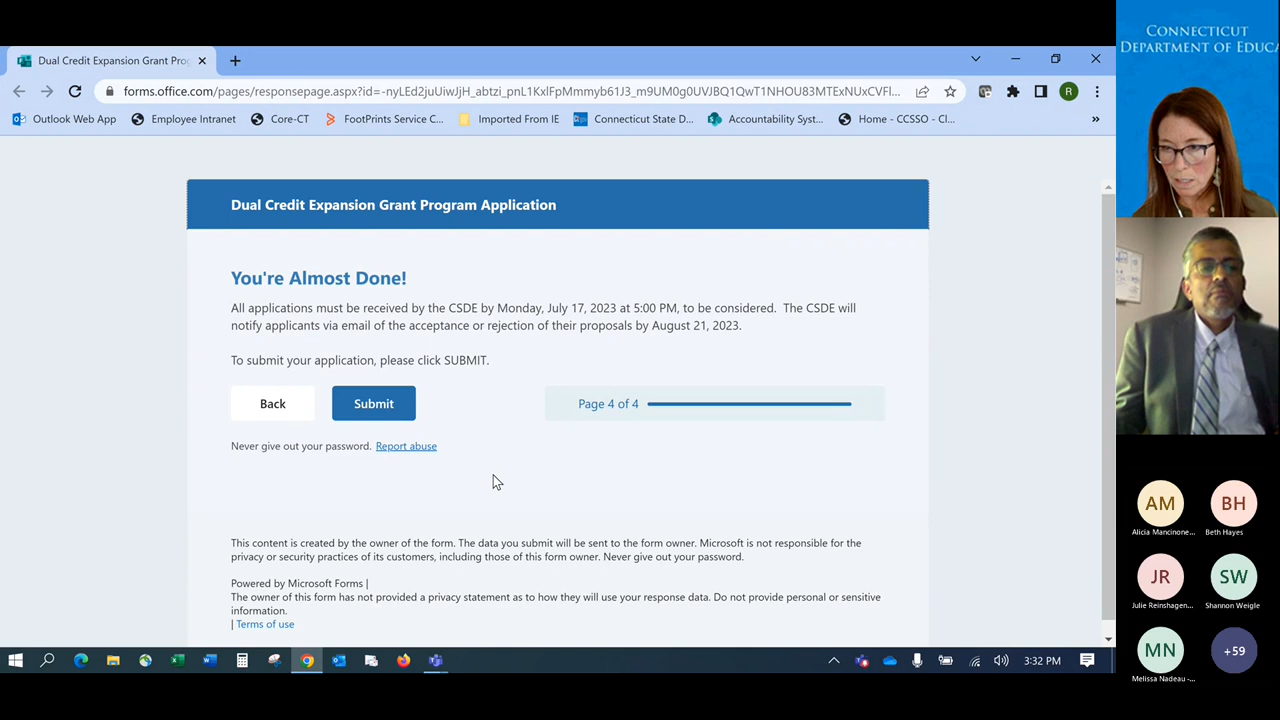 Dual Credit Expansion Grant Prog
forms.office.com/pages/responsepage.aspx?id=-nyLEd2juUiwJjH_abtzi_pnL1KxIFpMmmyb61J3_m9UM0g0UVJBQ1QwT1NHOU83MTExNUxCVFl...
R
Outlook Web App
Employee Intranet
Core-CT
FootPrints Service C...
Imported From IE
Connecticut State D...
Accountability Syst...
Home - CCSSO - Cl...
»
Dual Credit Expansion Grant Program Application
You're Almost Done!
All applications must be received by the CSDE by Monday, July 17, 2023 at 5:00 PM, to be considered. The CSDE will
notify applicants via email of the acceptance or rejection of their proposals by August 21, 2023.
To submit your application, please click SUBMIT.
Back
Submit
Page 4 of 4
Never give out your password. Report abuse
This content is created by the owner of the form. The data you submit will be sent to the form owner. Microsoft is not responsible for the
privacy or security practices of its customers, including those of this form owner. Never give out your password.
Powered by Microsoft Forms |
The owner of this form has not provided a privacy statement as to how they will use your response data. Do not provide personal or sensitive
information.
| Terms of use
3:32 PM
CONNECTICUT
DEPARTMENT OF EDUCA
AM
BH
Alicia Mancinone...
Beth Hayes
JR
SW
Julie Reinshagen...
Shannon Weigle
MN
+59
Melissa Nadeau -...